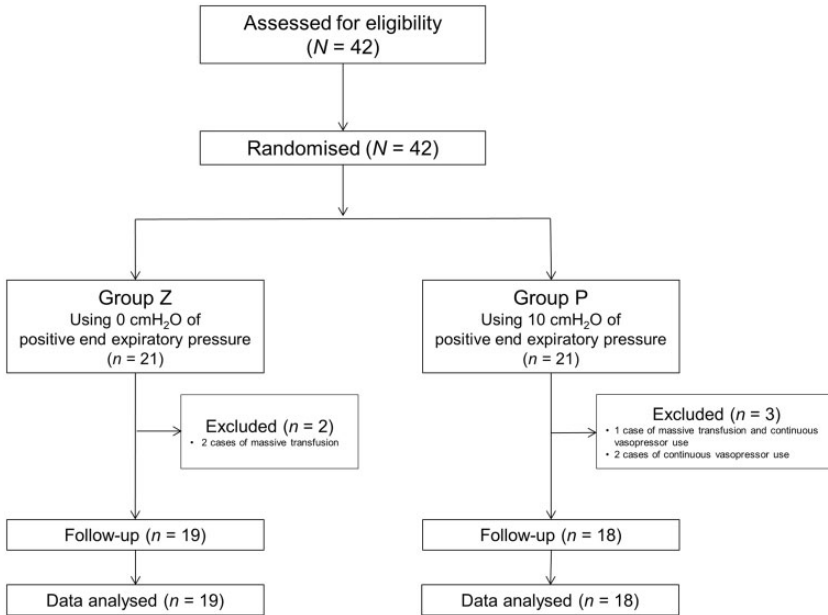 Assessed for eligibility
(N = 42)
Randomised (N = 42)
Group Z
Using 0 cmH₂O of
positive end expiratory pressure
(n = 21)
Group P
Using 10 cmH₂O of
positive end expiratory pressure
(n = 21)
Excluded (n = 2)
• 2 cases of massive transfusion
Excluded (n = 3)
• 1 case of massive transfusion and continuous
vasopressor use
• 2 cases of continuous vasopressor use
Follow-up (n = 19)
Follow-up (n = 18)
Data analysed (n = 19)
Data analysed (n = 18)